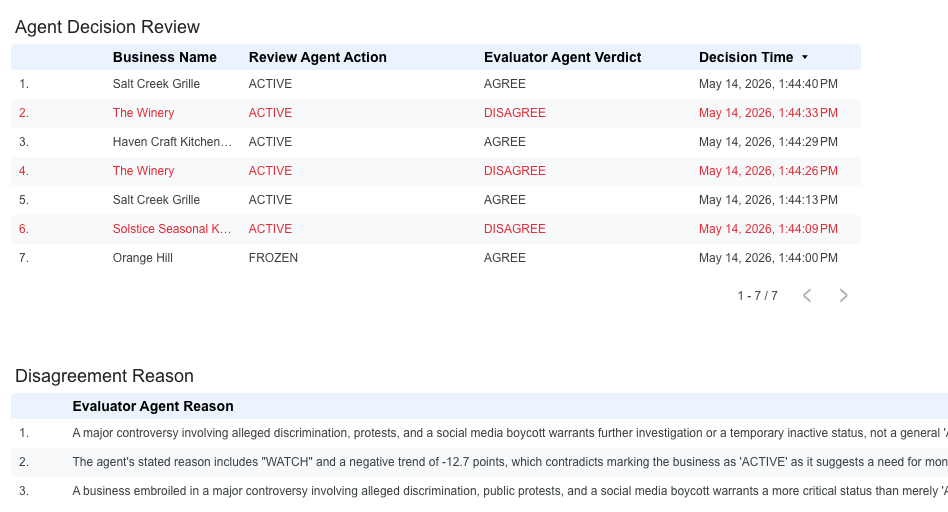 Agent Decision Review
Business Name Review Agent Action Evaluator Agent Verdict Decision Time
1. Salt Creek Grille ACTIVE AGREE May 14, 2026, 1:44:40 PM
2. The Winery ACTIVE DISAGREE May 14, 2026, 1:44:33 PM
3. Haven Craft Kitchen… ACTIVE AGREE May 14, 2026, 1:44:29 PM
4. The Winery ACTIVE DISAGREE May 14, 2026, 1:44:26 PM
5. Salt Creek Grille ACTIVE AGREE May 14, 2026, 1:44:13 PM
6. Solstice Seasonal K… ACTIVE DISAGREE May 14, 2026, 1:44:09 PM
7. Orange Hill FROZEN AGREE May 14, 2026, 1:44:00 PM
1 - 7 / 7
Disagreement Reason
Evaluator Agent Reason
1. A major controversy involving alleged discrimination, protests, and a social media boycott warrants further investigation or a temporary inactive status, not a general
2. The agent's stated reason includes "WATCH" and a negative trend of -12.7 points, which contradicts marking the business as 'ACTIVE' as it suggests a need for mon
3. A business embroiled in a major controversy involving alleged discrimination, public protests, and a social media boycott warrants a more critical status than merely